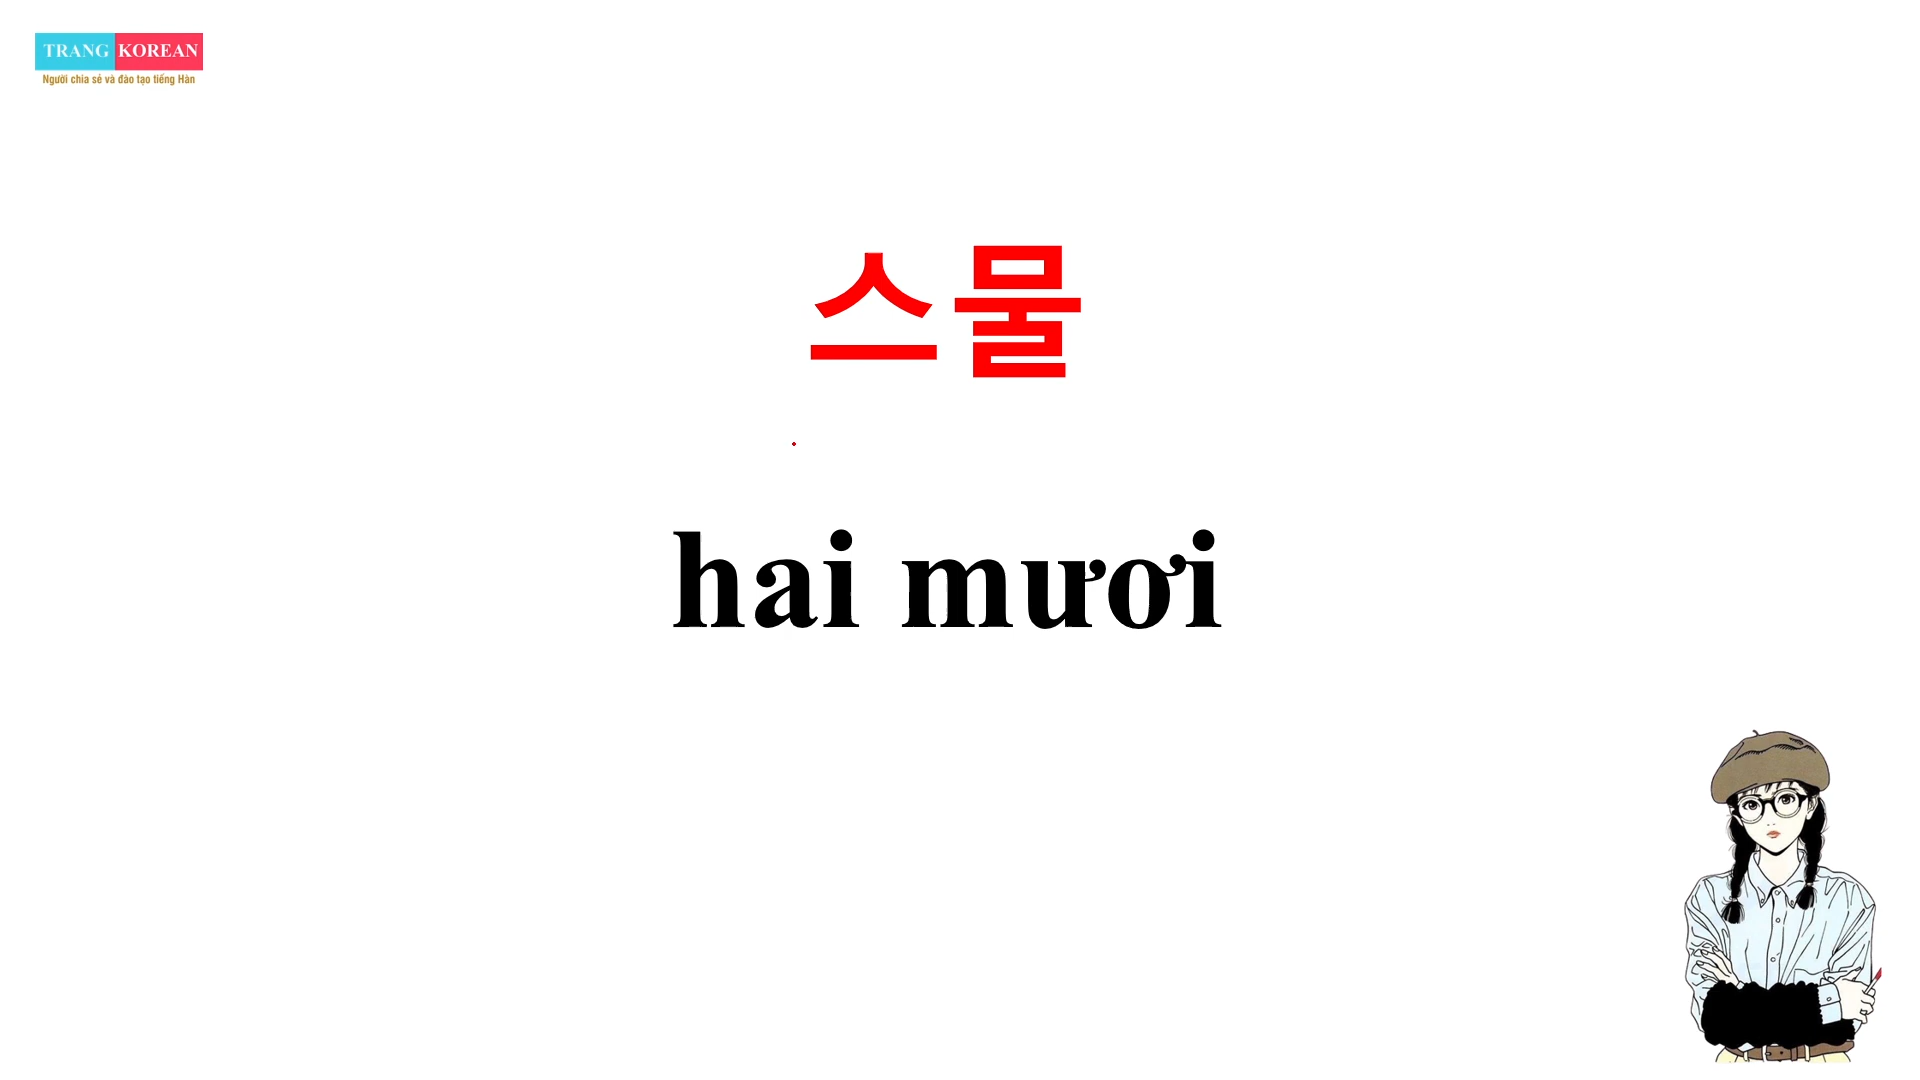 TRANG KOREAN
Người chia sẻ và đào tạo tiếng Hàn
스물
hai mươi